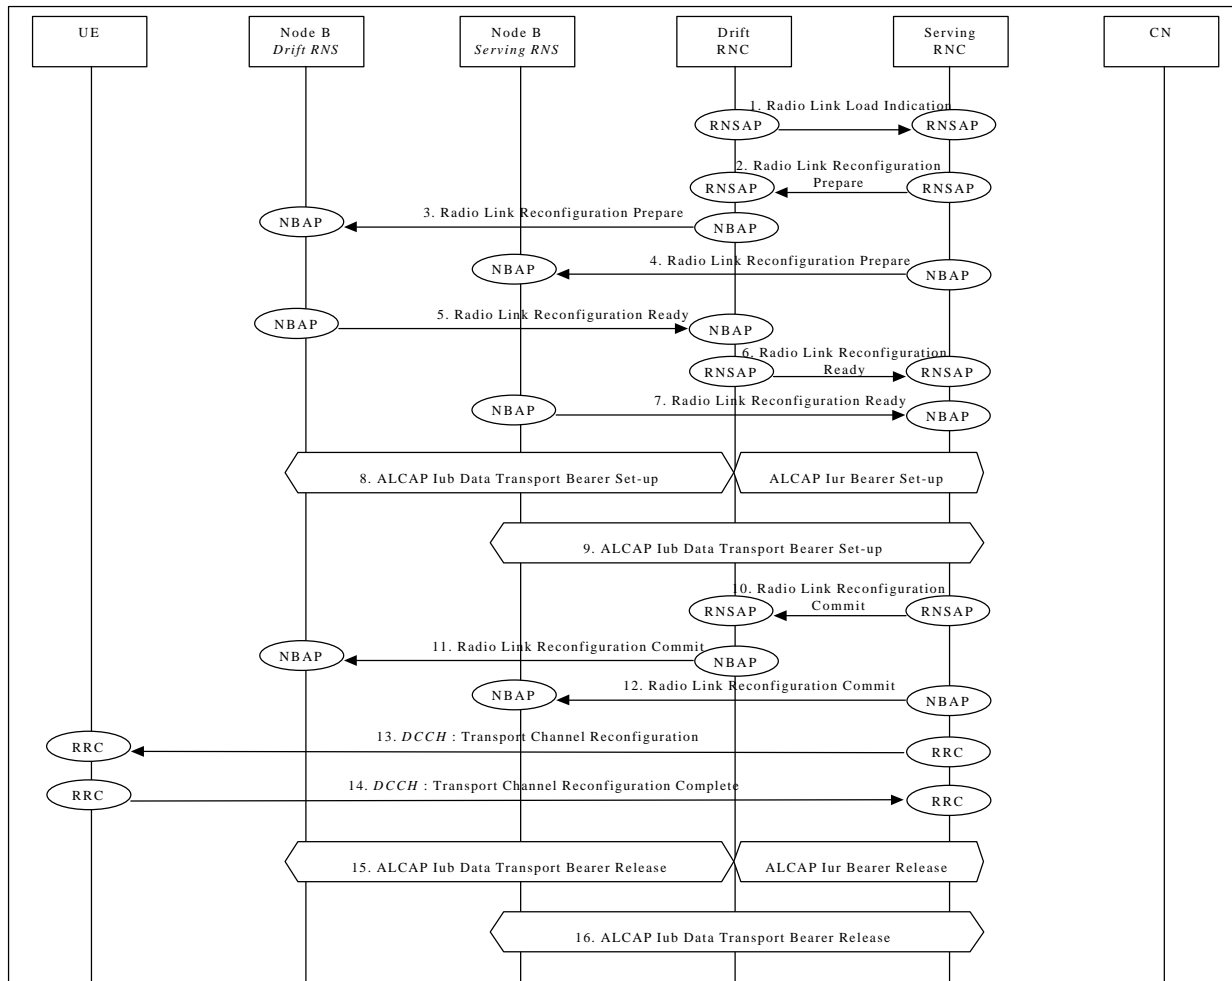 UE
Node B
Drift RNS
Node B
Serving RNS
Drift
RNC
Serving
RNC
CN
1. Radio Link Load Indication
RNSAP
RNSAP
2. Radio Link Reconfiguration
Prepare
RNSAP
RNSAP
3. Radio Link Reconfiguration Prepare
NBAP
NBAP
4. Radio Link Reconfiguration Prepare
NBAP
NBAP
5. Radio Link Reconfiguration Ready
NBAP
NBAP
6. Radio Link Reconfiguration
Ready
RNSAP
RNSAP
7. Radio Link Reconfiguration Ready
NBAP
NBAP
8. ALCAP Iub Data Transport Bearer Set-up
ALCAP Iur Bearer Set-up
9. ALCAP Iub Data Transport Bearer Set-up
10. Radio Link Reconfiguration
Commit
RNSAP
RNSAP
11. Radio Link Reconfiguration Commit
NBAP
NBAP
12. Radio Link Reconfiguration Commit
NBAP
NBAP
13. DCCH : Transport Channel Reconfiguration
RRC
RRC
14. DCCH : Transport Channel Reconfiguration Complete
RRC
RRC
15. ALCAP Iub Data Transport Bearer Release
ALCAP Iur Bearer Release
16. ALCAP Iub Data Transport Bearer Release